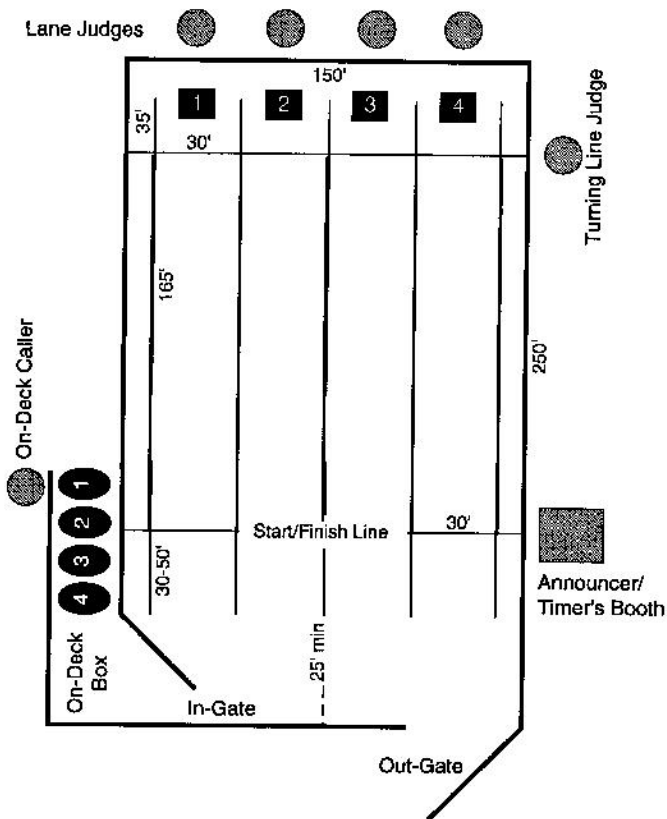 Lane Judges
150'
1
2
3
4
35'
30'
Turning Line Judge
165'
250'
On-Deck Caller
1
2
3
4
Start/Finish Line
30'
30-50'
Announcer/
Timer's Booth
On-Deck
Box
25' min
In-Gate
Out-Gate